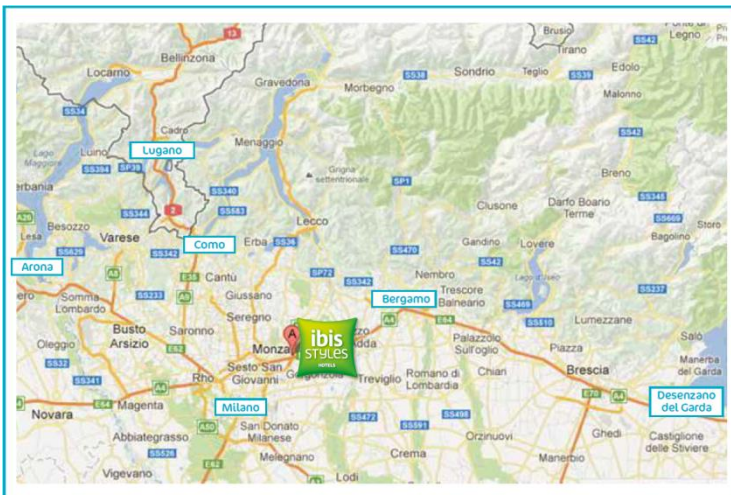 13
Brusio
SS42
Ponte di
Legno
Tirano
Bellinzona
Locarno
Gravedona
Sondrio
Teglio
SS38
SS39
Edolo
Morbegno
Malonno
SS34
Cadro
Menaggio
SS42
Lago
Maggiore
Luino
Lugano
SS394
SP39
Grigna
settentrionale
SP1
Breno
SS340
erbania
A26
SS344
2
SS583
Clusone
Darfo Boario
Terme
SS345
SS669
Lesa
Besozzo
Varese
Como
Erba
SS36
Lecco
Storo
Bagolino
Gandino
Lovere
SS470
SS342
SS42
Arona
SS629
A8
E35
Cantù
SP72
SS342
Nembro
Lago d'Iseo
SS237
SS233
A9
Giussano
Bergamo
Trescore
Balneario
SS469
Somma
Lombardo
Seregno
A4
E64
SS510
Lumezzane
Busto
Arsizio
Saronno
A
ibis
STYLES
HOTELS
Oleggio
E62
Monza
Palazzolo
Sull'oglio
Piazza
Salò
SS32
Sesto San
Giovanni
Gorgonzola
Treviglio
Romano di
Lombardia
Chiari
Brescia
Manerba
del Garda
SS341
A4
Rho
E64
Magenta
Milano
E70
A4
Desenzano
del Garda
Novara
A50
SS472
SS498
SS591
Abbiategrasso
San Donato
Milanese
Orzinuovi
Ghedi
Castiglione
delle Stiviere
SS526
Melegnano
Crema
Manerbio
Vigevano
E62
Lodi